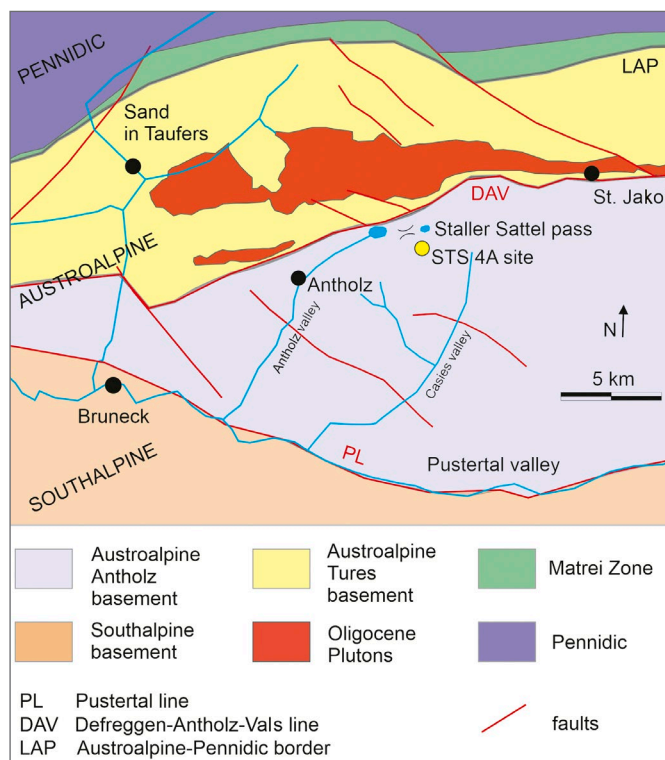 PENNIDIC
LAP
Sand
in Taufers
DAV
St. Jako
Staller Sattel pass
STS 4A site
AUSTROALPINE
Antholz
Antholz valley
Casies valley
N
5 km
Bruneck
PL
Pustertal valley
SOUTHALPINE
Austroalpine
Antholz
basement
Austroalpine
Tures
basement
Matrei Zone
Southalpine
basement
Oligocene
Plutons
Pennidic
PL Pustertal line
DAV Defreggen-Antholz-Vals line
LAP Austroalpine-Pennidic border
faults